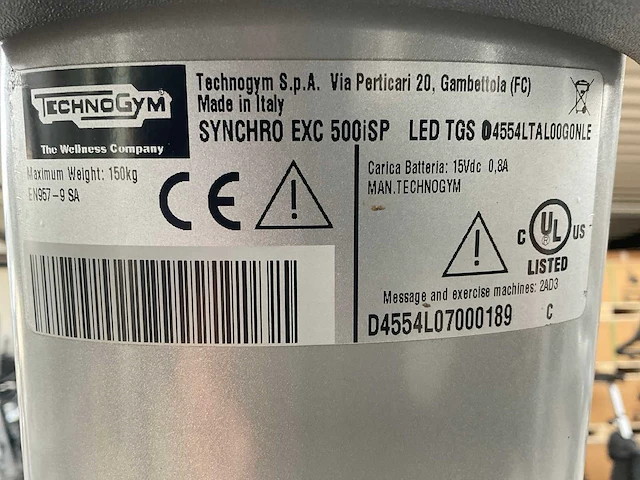 TECHNOGYM
The Wellness Company
Technogym S.p.A. Via Perticari 20, Gambettola (FC)
Made in Italy
SYNCHRO EXC 500iSP LED TGS D4554LTAL00G0NLE
Maximum Weight: 150kg
EN957-9 SA
CE
Carica Batteria: 15Vdc 0,8A
MAN.TECHNOGYM
C UL US
LISTED
Message and exercise machines: 2AD3
D4554L07000189 C